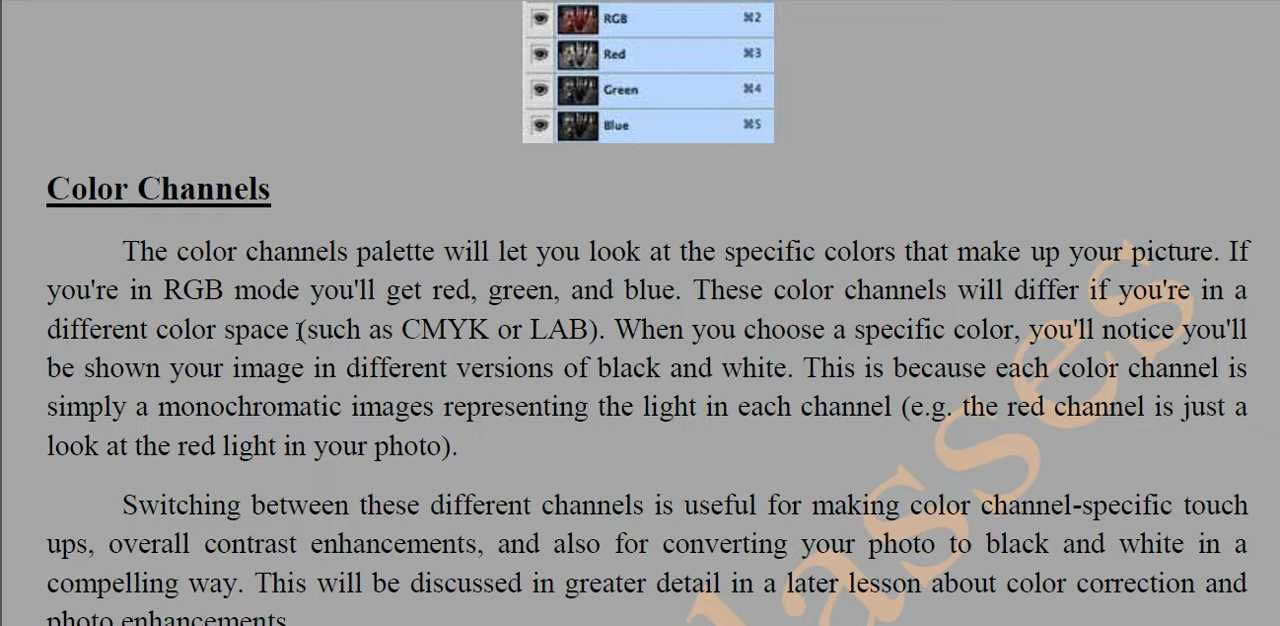 RGB ⌘2
Red ⌘3
Green ⌘4
Blue ⌘5
Color Channels
The color channels palette will let you look at the specific colors that make up your picture. If
you're in RGB mode you'll get red, green, and blue. These color channels will differ if you're in a
different color space (such as CMYK or LAB). When you choose a specific color, you'll notice you'll
be shown your image in different versions of black and white. This is because each color channel is
simply a monochromatic images representing the light in each channel (e.g. the red channel is just a
look at the red light in your photo).
Switching between these different channels is useful for making color channel-specific touch
ups, overall contrast enhancements, and also for converting your photo to black and white in a
compelling way. This will be discussed in greater detail in a later lesson about color correction and
photo enhancements.
lasses